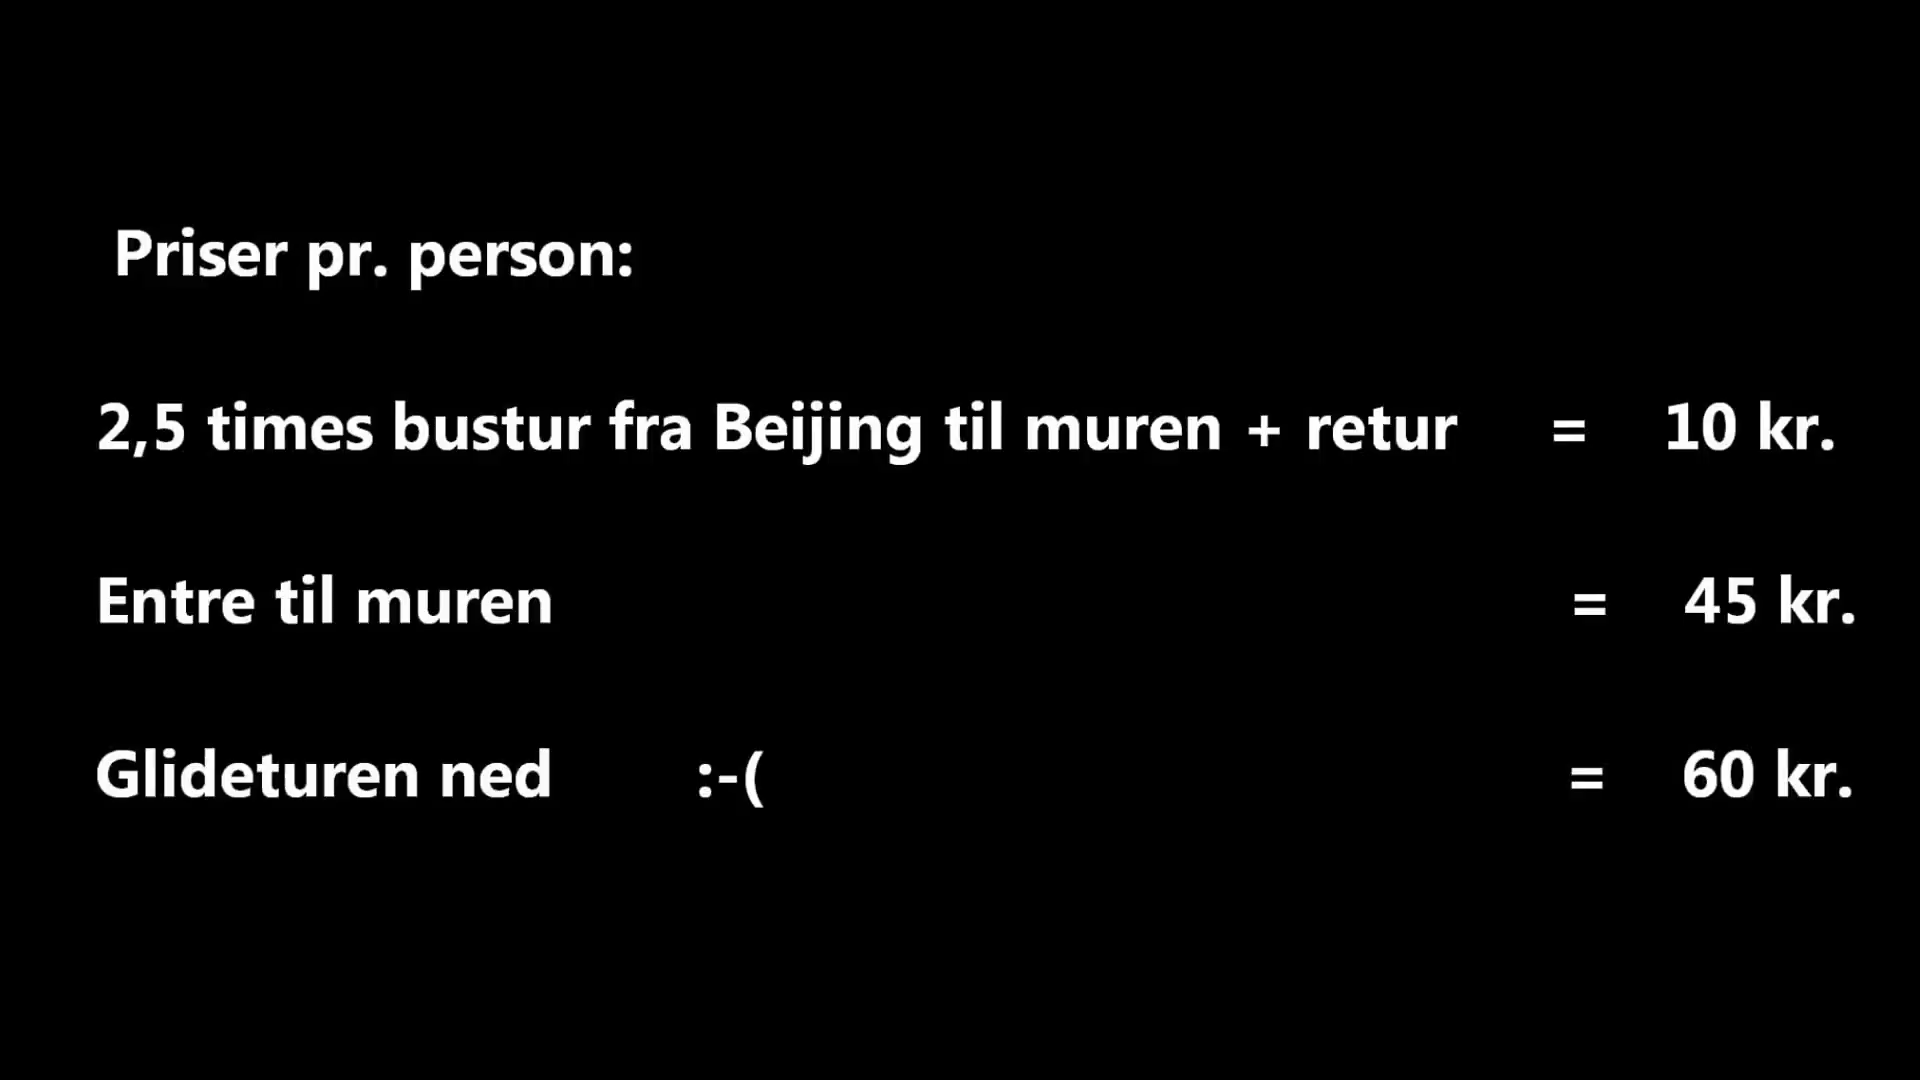 Priser pr. person:
2,5 times bustur fra Beijing til muren + retur = 10 kr.
Entre til muren = 45 kr.
Glideturen ned :-( = 60 kr.